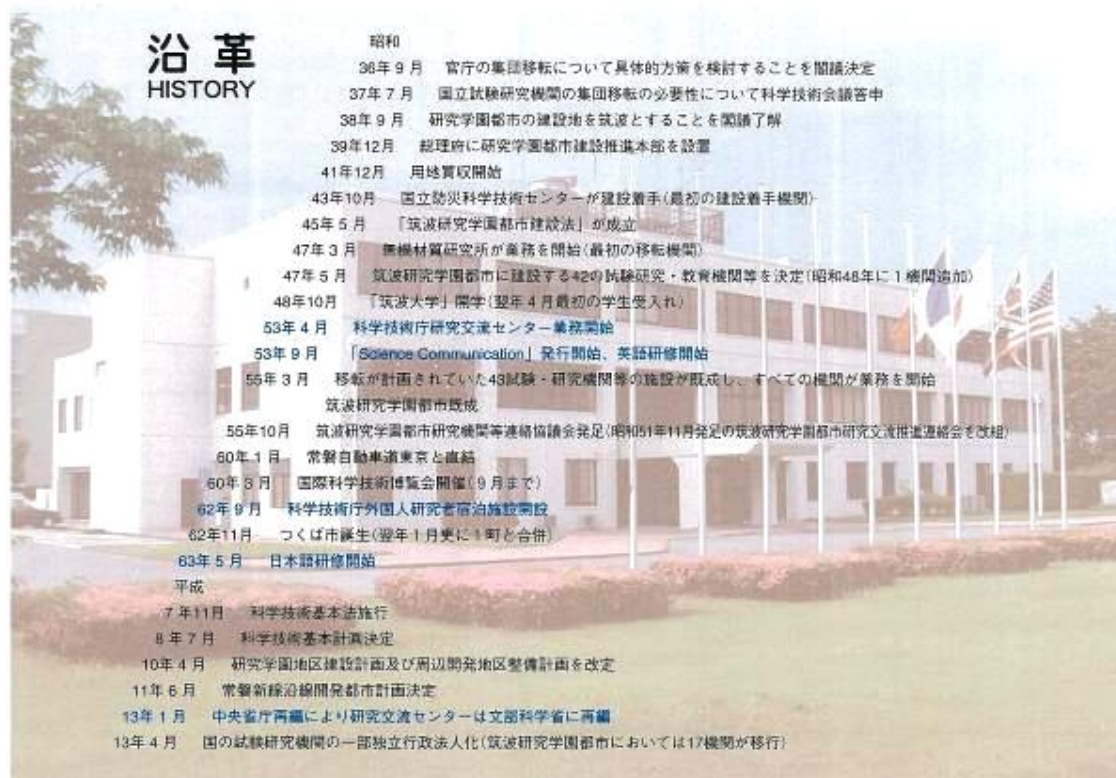 沿革
HISTORY
昭和
36年9月 官庁の集団移転について具体的方策を検討することを閣議決定
37年7月 国立試験研究機関の集団移転の必要性について科学技術会議答申
38年9月 研究学園都市の建設地を筑波とすることを閣議了解
39年12月 総理府に研究学園都市建設推進本部を設置
41年12月 用地買収開始
43年10月 国立防災科学技術センターが建設着手(最初の建設着手機関)
45年5月 「筑波研究学園都市建設法」が成立
47年3月 無機材質研究所が業務を開始(最初の移転機関)
47年5月 筑波研究学園都市に建設する42の試験研究・教育機関等を決定(昭和48年に1機関追加)
48年10月 「筑波大学」開学(翌年4月最初の学生受入れ)
53年4月 科学技術庁研究交流センター業務開始
53年9月 「Science Communication」発行開始、英語研修開始
55年3月 移転が計画されていた43試験・研究機関等の施設が既成し、すべての機関が業務を開始
筑波研究学園都市既成
55年10月 筑波研究学園都市研究機関等連絡協議会発足(昭和51年11月発足の筑波研究学園都市研究交流推進連絡会を改組)
60年1月 常磐自動車道東京と直結
60年3月 国際科学技術博覧会開催(9月まで)
62年9月 科学技術庁外国人研究者宿泊施設開設
62年11月 つくば市誕生(翌年1月更に1町と合併)
63年5月 日本語研修開始
平成
7年11月 科学技術基本法施行
8年7月 科学技術基本計画決定
10年4月 研究学園地区建設計画及び周辺開発地区整備計画を改定
11年6月 常磐新線沿線開発都市計画決定
13年1月 中央省庁再編により研究交流センターは文部科学省に再編
13年4月 国の試験研究機関の一部独立行政法人化(筑波研究学園都市においては17機関が移行)